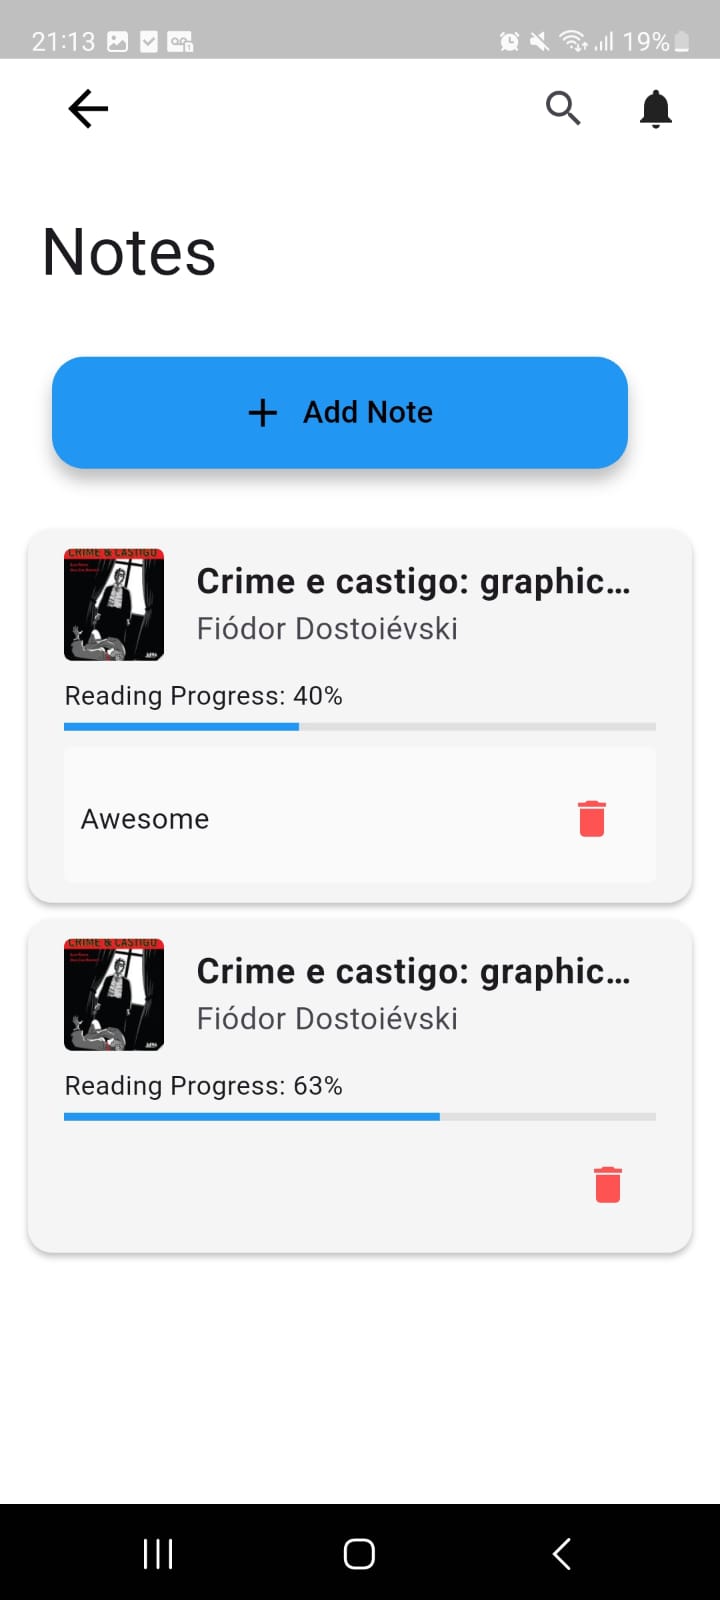 21:13 19%
Notes
+ Add Note
CRIME & CASTIGO
Crime e castigo: graphic...
Fiódor Dostoiévski
Reading Progress: 40%
Awesome
CRIME & CASTIGO
Crime e castigo: graphic...
Fiódor Dostoiévski
Reading Progress: 63%